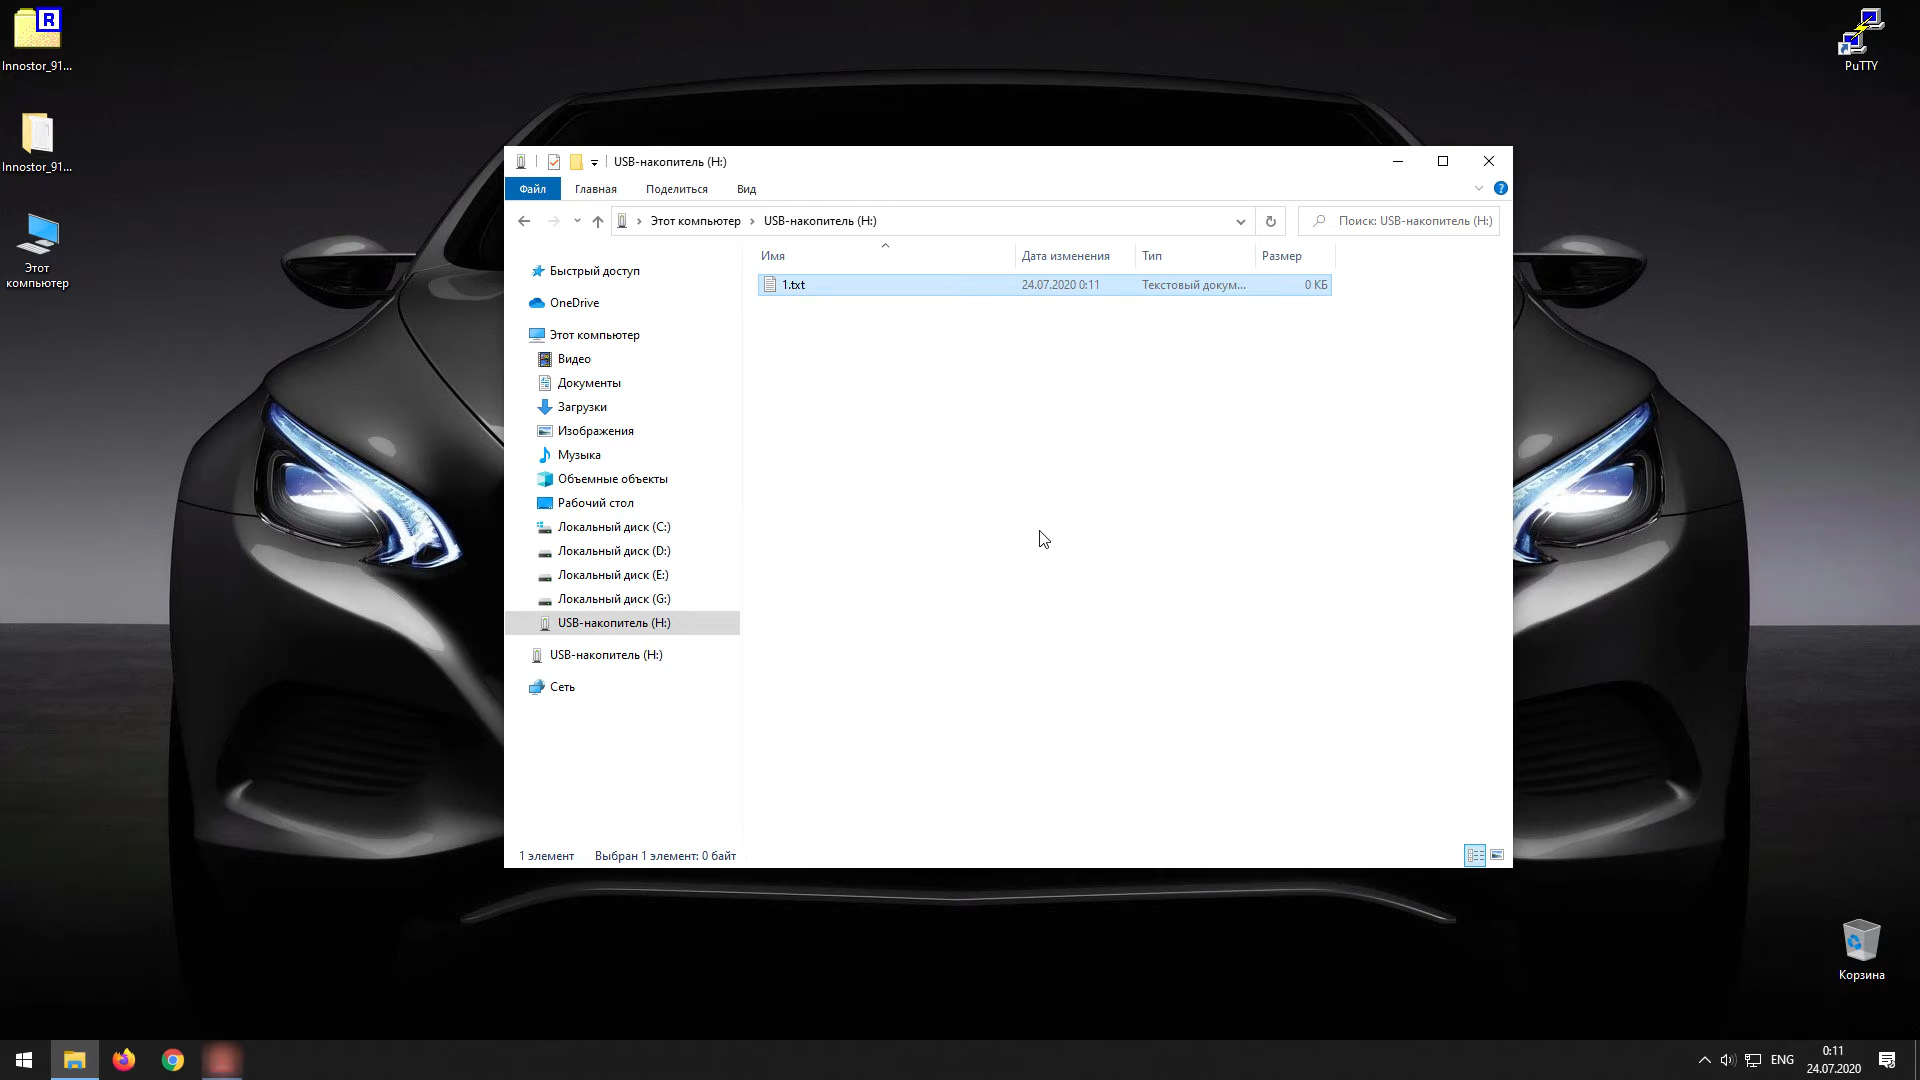 R
Innostor_91...
Innostor_91...
Этот
компьютер
PuTTY
USB-накопитель (H:)
Файл
Главная
Поделиться
Вид
?
Этот компьютер
USB-накопитель (H:)
Поиск: USB-накопитель (H:)
Имя
Дата изменения
Тип
Размер
1.txt
24.07.2020 0:11
Текстовый докум...
0 КБ
Быстрый доступ
OneDrive
Этот компьютер
Видео
Документы
Загрузки
Изображения
Музыка
Объемные объекты
Рабочий стол
Локальный диск (C:)
Локальный диск (D:)
Локальный диск (E:)
Локальный диск (G:)
USB-накопитель (H:)
USB-накопитель (H:)
Сеть
1 элемент
Выбран 1 элемент: 0 байт
Корзина
ENG
0:11
24.07.2020